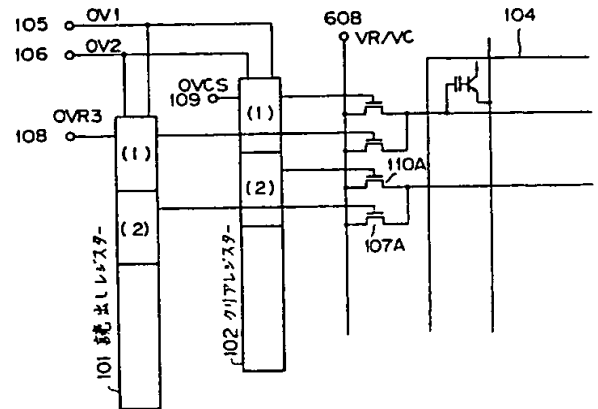 608
105 OV1
VR/VC
104
106 OV2
OVCS
109
(1)
OVR3
108
(1)
110A
(2)
(2)
107A
101 読出しレジスター
102 クリアレジスター